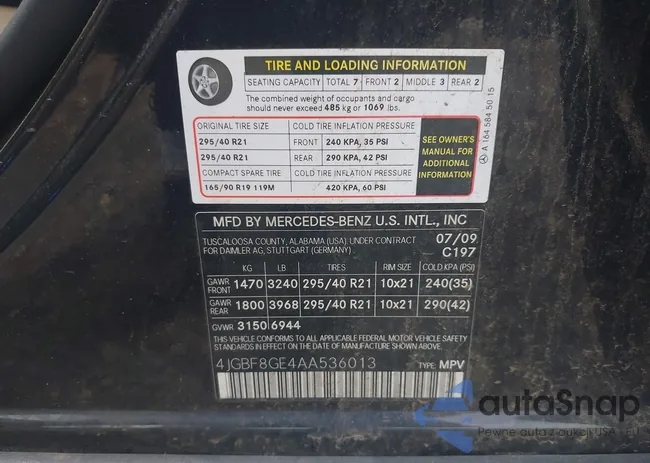 TIRE AND LOADING INFORMATION
SEATING CAPACITY TOTAL 7 FRONT 2 MIDDLE 3 REAR 2
The combined weight of occupants and cargo
should never exceed 485 kg or 1069 lbs.
ORIGINAL TIRE SIZE COLD TIRE INFLATION PRESSURE
295/40 R21 FRONT 240 KPA, 35 PSI
295/40 R21 REAR 290 KPA, 42 PSI
COMPACT SPARE TIRE COLD TIRE INFLATION PRESSURE
165/90 R19 119M 420 KPA, 60 PSI
SEE OWNER'S
MANUAL FOR
ADDITIONAL
INFORMATION
A 164 584 50 15
MFD BY MERCEDES-BENZ U.S. INTL., INC
TUSCALOOSA COUNTY, ALABAMA (USA) UNDER CONTRACT 07/09
FOR DAIMLER AG, STUTTGART (GERMANY) C197
KG LB TIRES RIM SIZE COLD KPA (PSI)
GAWR FRONT 1470 3240 295/40 R21 10x21 240(35)
GAWR REAR 1800 3968 295/40 R21 10x21 290(42)
GVWR 3150 6944
THIS VEHICLE CONFORMS TO ALL APPLICABLE FEDERAL MOTOR VEHICLE
SAFETY STANDARDS IN EFFECT ON THE DATE OF MANUFACTURE SHOWN ABOVE.
4JGBF8GE4AA536013 TYPE: MPV
autoSnap
Pewne auto z aukcji USA i EU